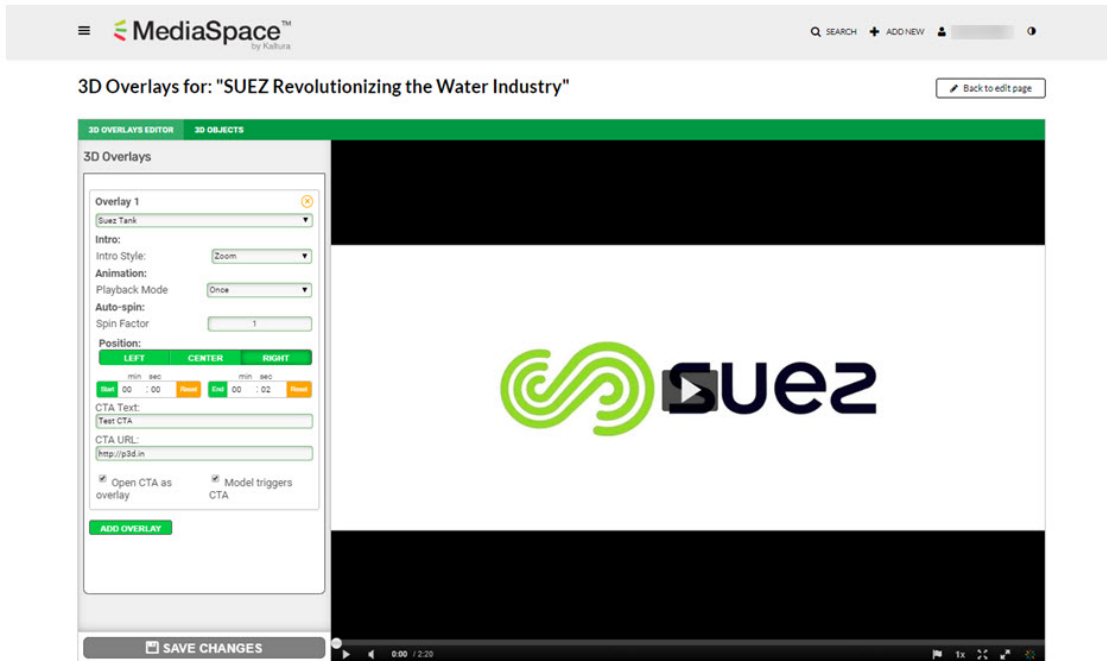 MediaSpace™
by Kaltura
SEARCH ADD NEW
3D Overlays for: "SUEZ Revolutionizing the Water Industry"
Back to edit page
3D OVERLAYS EDITOR 3D OBJECTS
3D Overlays
Overlay 1
Suez Tank
Intro:
Intro Style: Zoom
Animation:
Playback Mode Once
Auto-spin:
Spin Factor 1
Position:
LEFT CENTER RIGHT
min sec min sec
Start 00 : 00 Reset End 00 : 02 Reset
CTA Text:
Test CTA
CTA URL:
http://p3d.in
Open CTA as overlay
Model triggers CTA
ADD OVERLAY
SAVE CHANGES
suez
0:00 / 2:20
1x